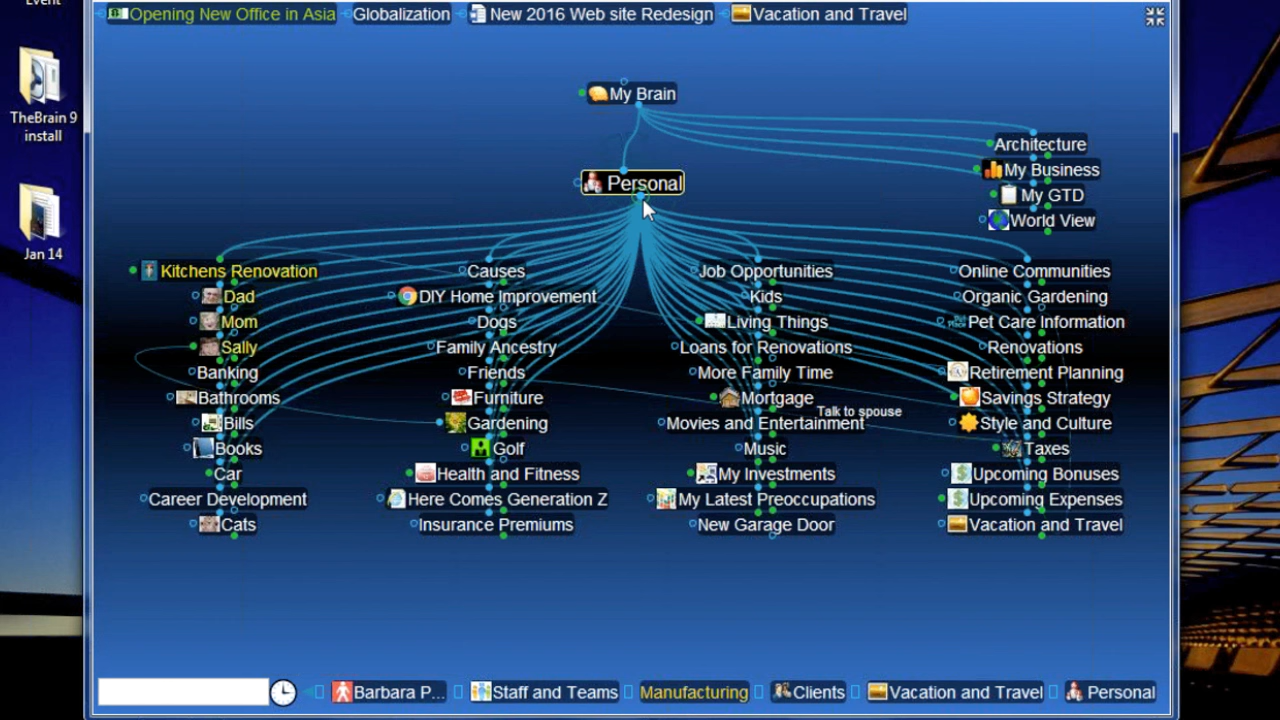 Event
Opening New Office in Asia
Globalization
New 2016 Web site Redesign
Vacation and Travel
TheBrain 9
install
Jan 14
My Brain
Architecture
My Business
My GTD
World View
Personal
Kitchens Renovation
Dad
Mom
Sally
Banking
Bathrooms
Bills
Books
Car
Career Development
Cats
Causes
DIY Home Improvement
Dogs
Family Ancestry
Friends
Furniture
Gardening
Golf
Health and Fitness
Here Comes Generation Z
Insurance Premiums
Job Opportunities
Kids
Living Things
Loans for Renovations
More Family Time
Mortgage
Talk to spouse
Movies and Entertainment
Music
My Investments
My Latest Preoccupations
New Garage Door
Online Communities
Organic Gardening
Pet Care Information
Renovations
Retirement Planning
Savings Strategy
Style and Culture
Taxes
Upcoming Bonuses
Upcoming Expenses
Vacation and Travel
Barbara P...
Staff and Teams
Manufacturing
Clients
Vacation and Travel
Personal